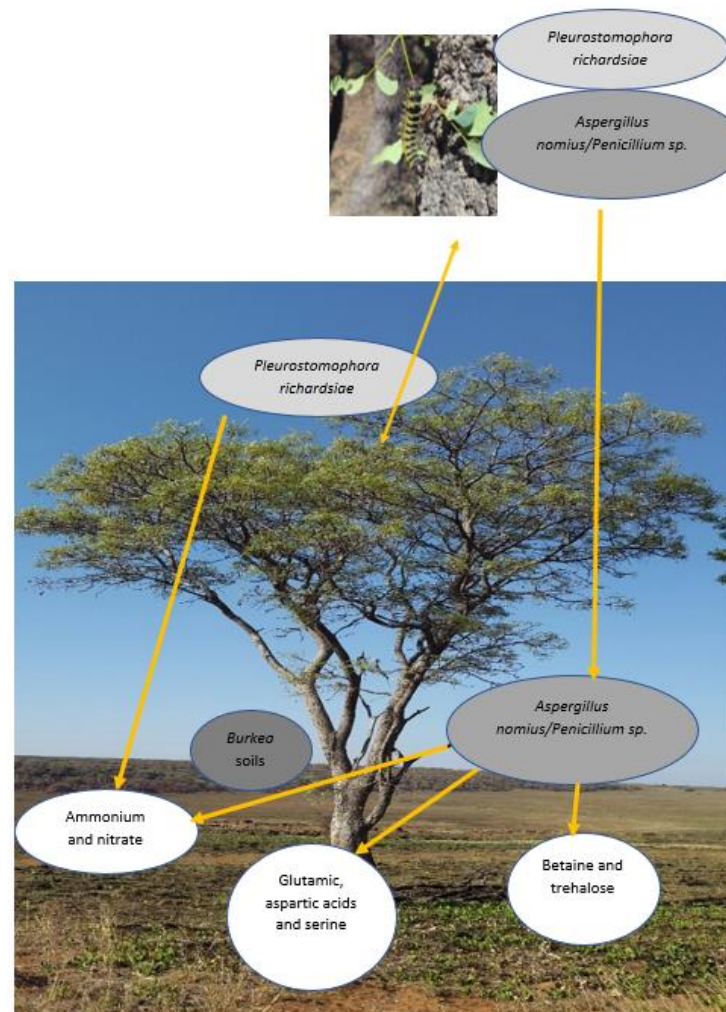 Pleurostomophora
richardsiae
Aspergillus
nomius/Penicillium sp.
Pleurostomophora
richardsiae
Aspergillus
nomius/Penicillium sp.
Burkea
soils
Ammonium
and nitrate
Glutamic,
aspartic acids
and serine
Betaine and
trehalose